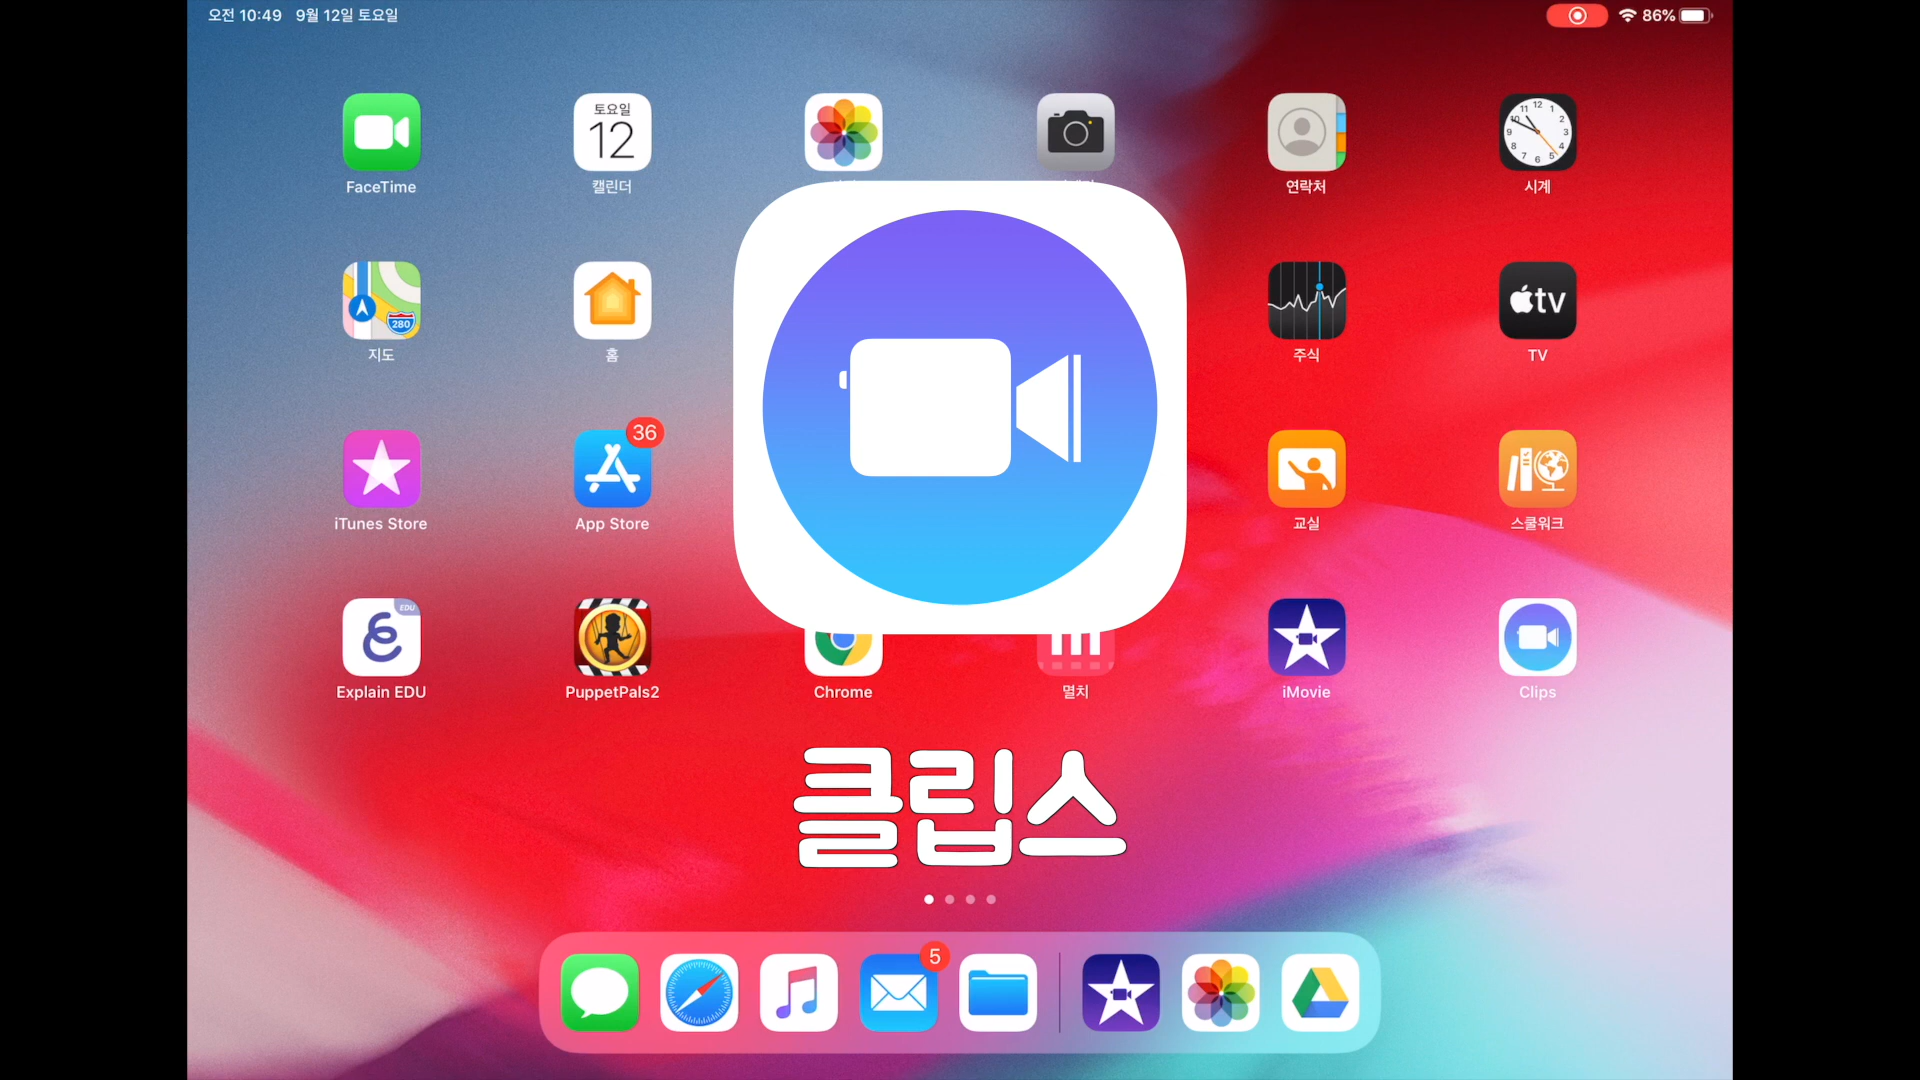 오전 10:49 9월 12일 토요일
86%
토요일
12
FaceTime
캘린더
연락처
시계
280
tv
지도
홈
주식
TV
36
iTunes Store
App Store
교실
스쿨워크
EDU
Explain EDU
PuppetPals2
Chrome
멸치
iMovie
Clips
클립스
5